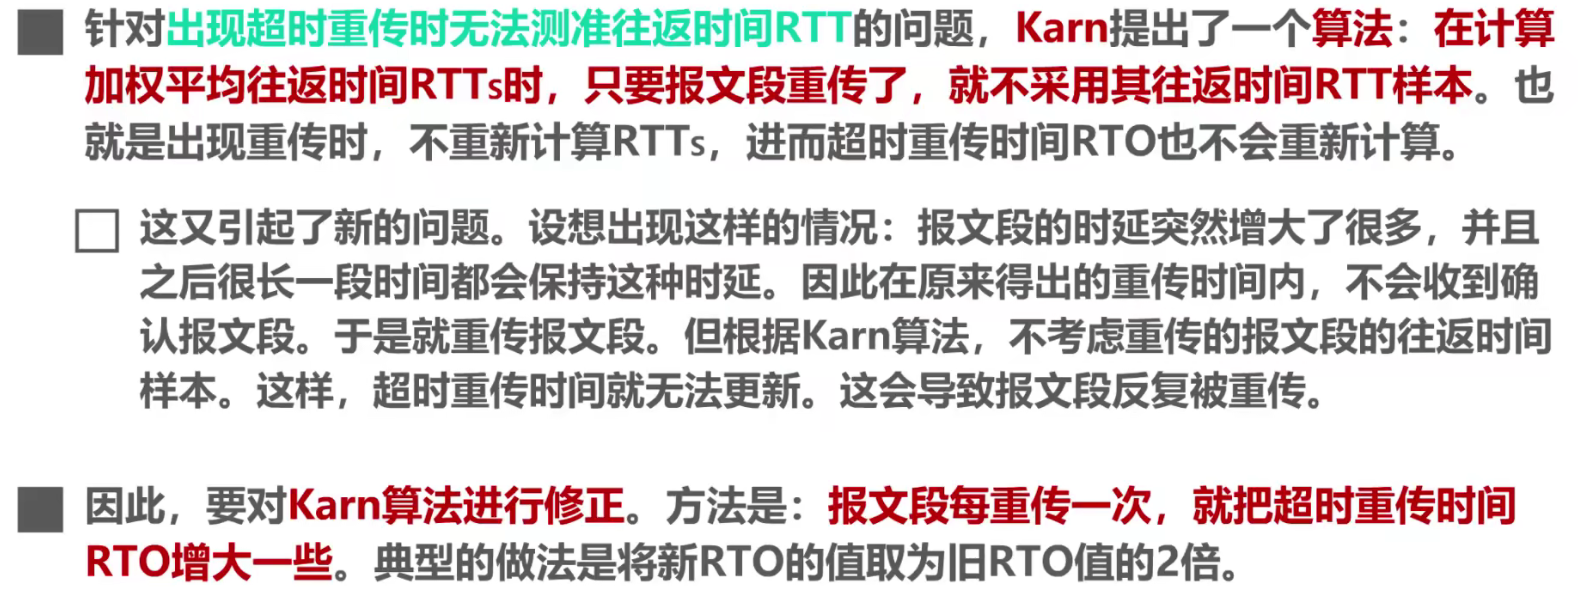 针对出现超时重传时无法测准往返时间RTT的问题，Karn提出了一个算法：在计算
加权平均往返时间RTTs时，只要报文段重传了，就不采用其往返时间RTT样本。也
就是出现重传时，不重新计算RTTs，进而超时重传时间RTO也不会重新计算。
这又引起了新的问题。设想出现这样的情况：报文段的时延突然增大了很多，并且
之后很长一段时间都会保持这种时延。因此在原来得出的重传时间内，不会收到确
认报文段。于是就重传报文段。但根据Karn算法，不考虑重传的报文段的往返时间
样本。这样，超时重传时间就无法更新。这会导致报文段反复被重传。
因此，要对Karn算法进行修正。方法是：报文段每重传一次，就把超时重传时间
RTO增大一些。典型的做法是将新RTO的值取为旧RTO值的2倍。